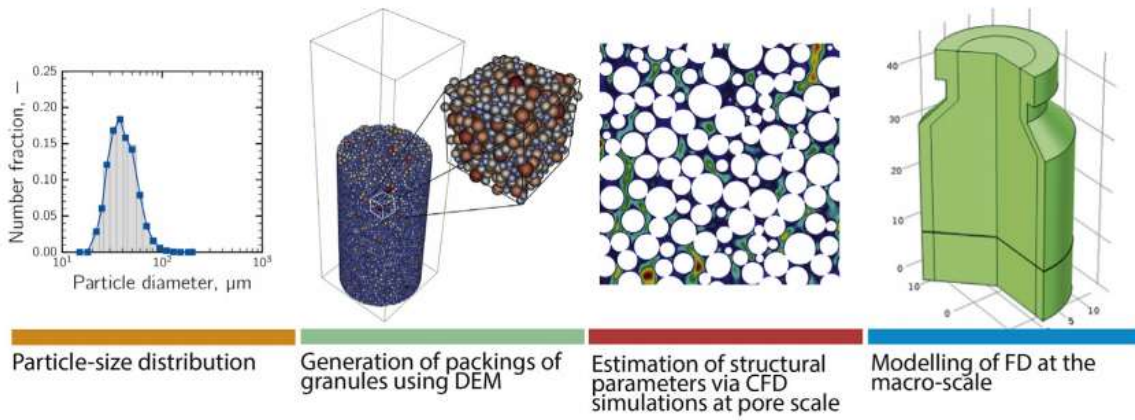 Number fraction, –
0.25
0.20
0.15
0.10
0.05
0.00
10¹
10²
10³
Particle diameter, μm
40
30
20
10
0
10
0
5
10
Particle-size distribution
Generation of packings of
granules using DEM
Estimation of structural
parameters via CFD
simulations at pore scale
Modelling of FD at the
macro-scale